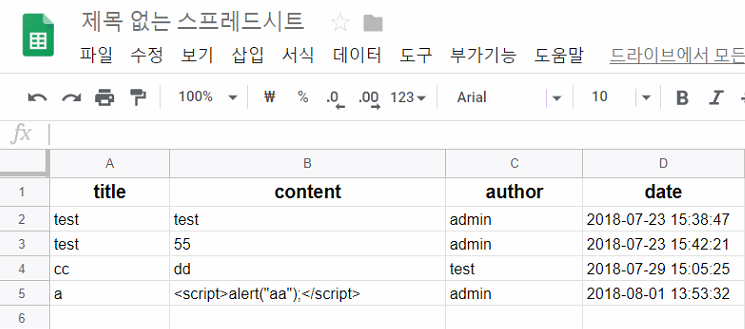 제목 없는 스프레드시트
파일 수정 보기 삽입 서식 데이터 도구 부가기능 도움말 드라이브에서 모든
100% ₩ % .0 .00 123 Arial 10 B I
fx
A B C D
1 title content author date
2 test test admin 2018-07-23 15:38:47
3 test 55 admin 2018-07-23 15:42:21
4 cc dd test 2018-07-29 15:05:25
5 a <script>alert("aa");</script> admin 2018-08-01 13:53:32
6